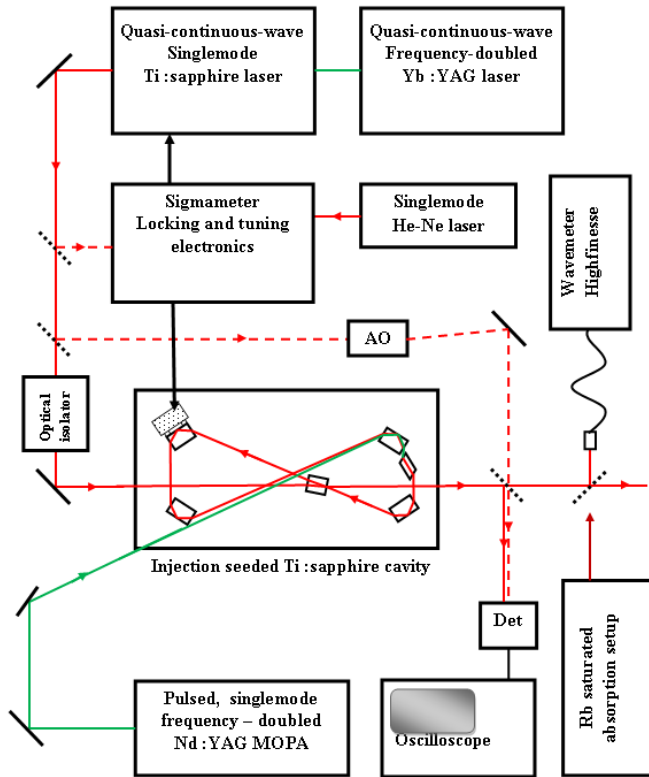 Quasi-continuous-wave
Singlemode
Ti :sapphire laser
Quasi-continuous-wave
Frequency-doubled
Yb :YAG laser
Sigmameter
Locking and tuning
electronics
Singlemode
He-Ne laser
Wavemeter
Highfinesse
AO
Optical
isolator
Injection seeded Ti :sapphire cavity
Det
Pulsed, singlemode
frequency – doubled
Nd :YAG MOPA
Oscilloscope
Rb saturated
absorption setup